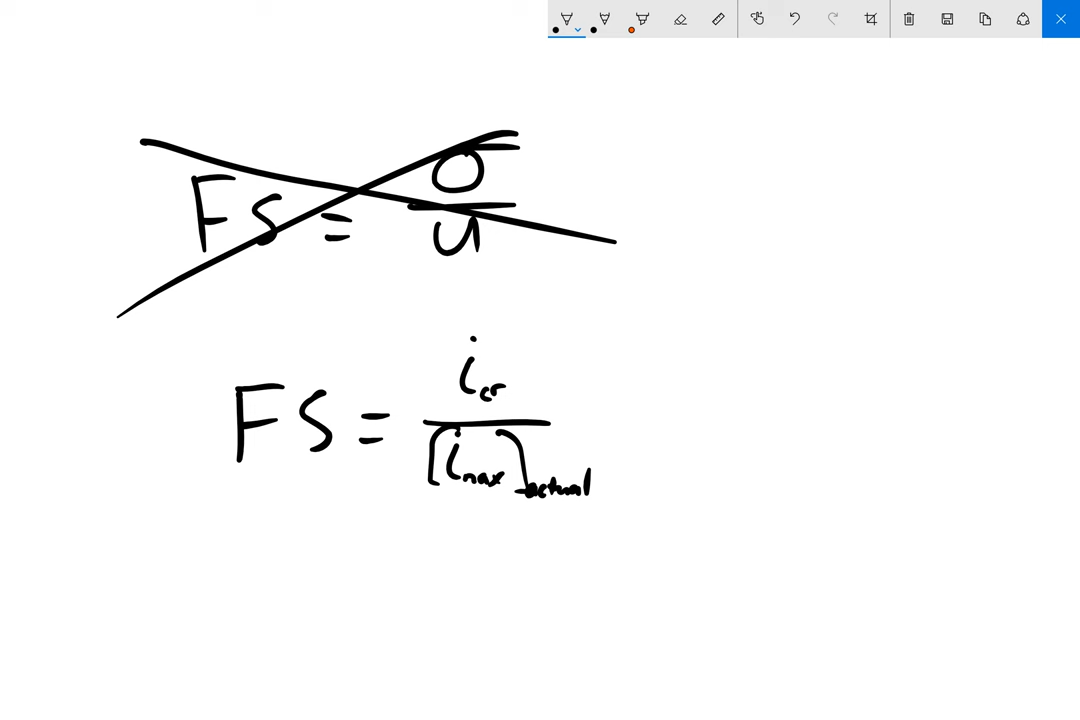 FS = σ/u
FS = i_cr/[i_max]_actual